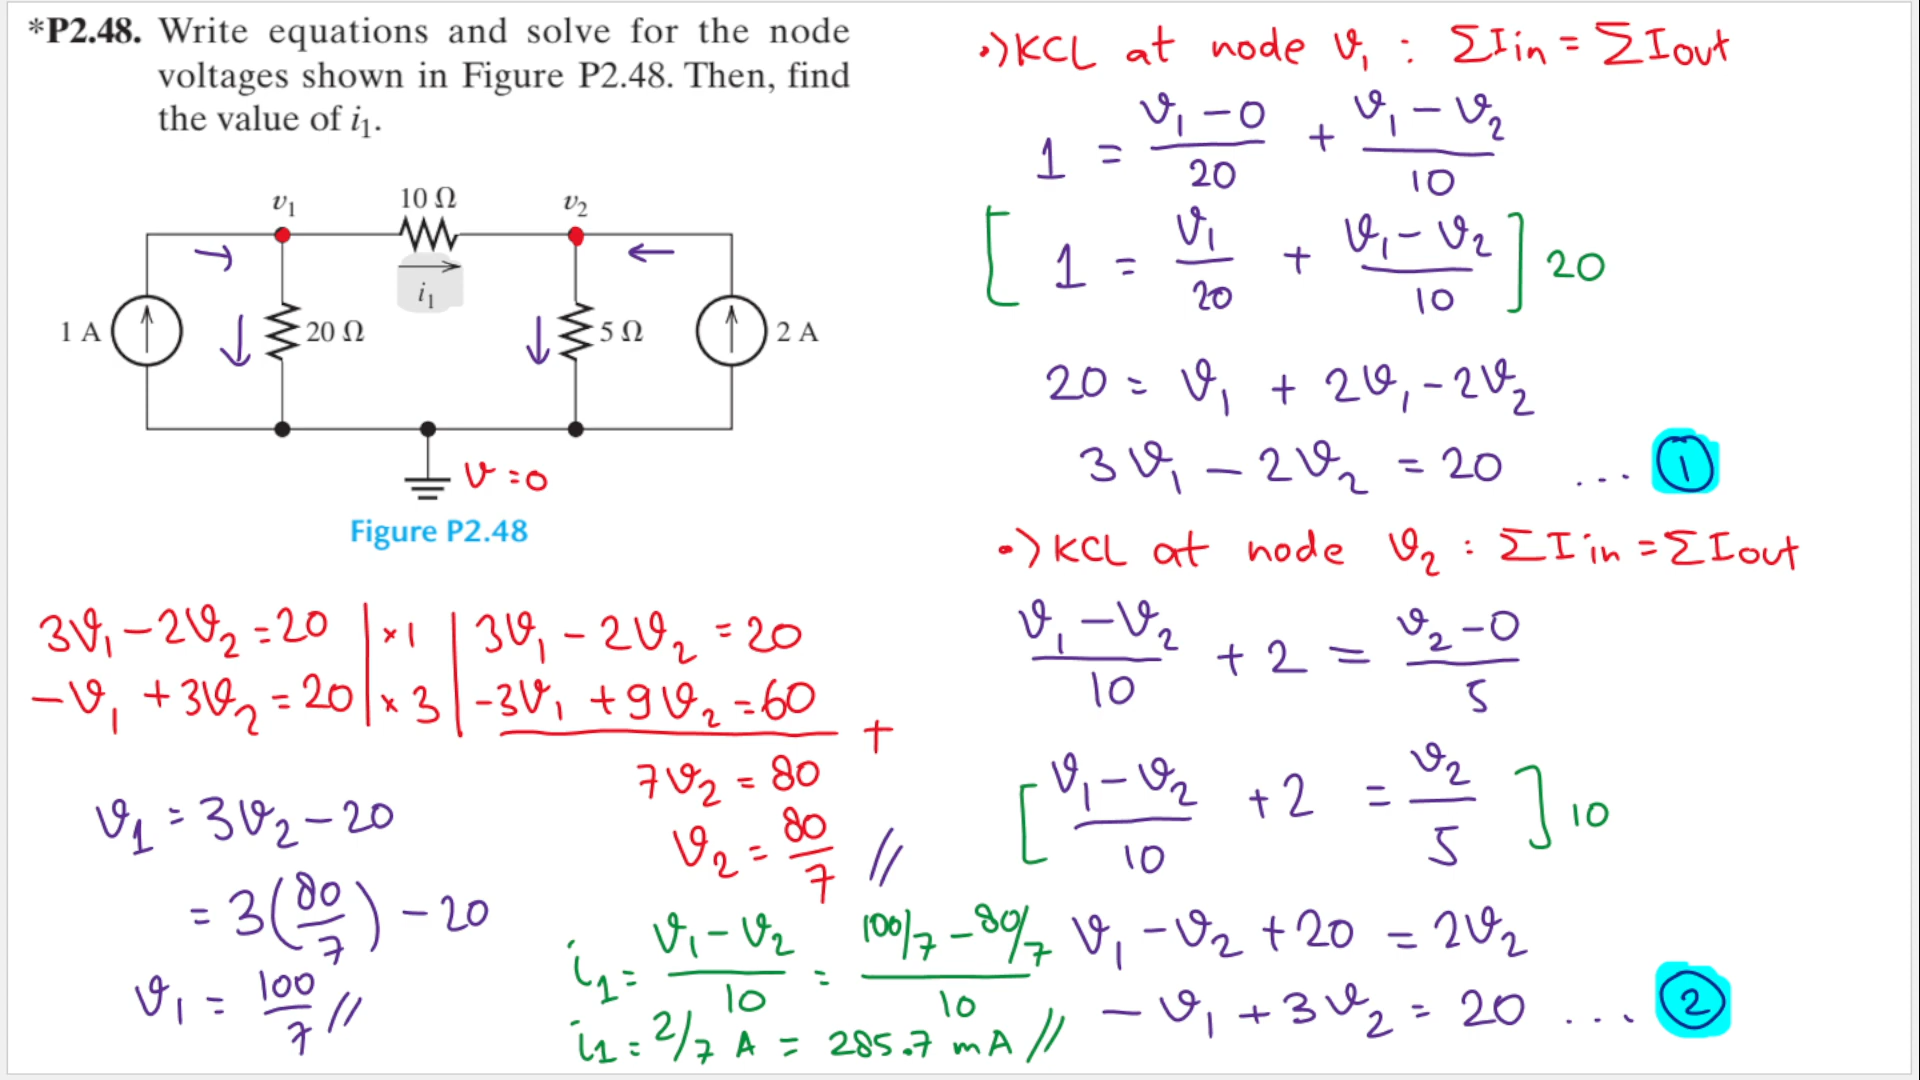 *P2.48. Write equations and solve for the node
voltages shown in Figure P2.48. Then, find
the value of i₁.
v₁ 10 Ω v₂
i₁
1 A 20 Ω 5 Ω 2 A
v=0
Figure P2.48
•) KCL at node v₁ : ΣIin = ΣIout
1 = (v₁-0)/20 + (v₁-v₂)/10
[1 = v₁/20 + (v₁-v₂)/10] 20
20 = v₁ + 2v₁-2v₂
3v₁ - 2v₂ = 20 ... ①
•) KCL at node v₂ : ΣIin = ΣIout
(v₁-v₂)/10 + 2 = (v₂-0)/5
[(v₁-v₂)/10 + 2 = v₂/5] 10
v₁ - v₂ + 20 = 2v₂
-v₁ + 3v₂ = 20 ... ②
3v₁ - 2v₂ = 20 | ×1 | 3v₁ - 2v₂ = 20
-v₁ + 3v₂ = 20 | ×3 | -3v₁ + 9v₂ = 60 +
7v₂ = 80
v₂ = 80/7 //
v₁ = 3v₂ - 20
= 3(80/7) - 20
v₁ = 100/7 //
i₁ = (v₁-v₂)/10 = (100/7 - 80/7)/10
i₁ = 2/7 A = 285.7 mA //